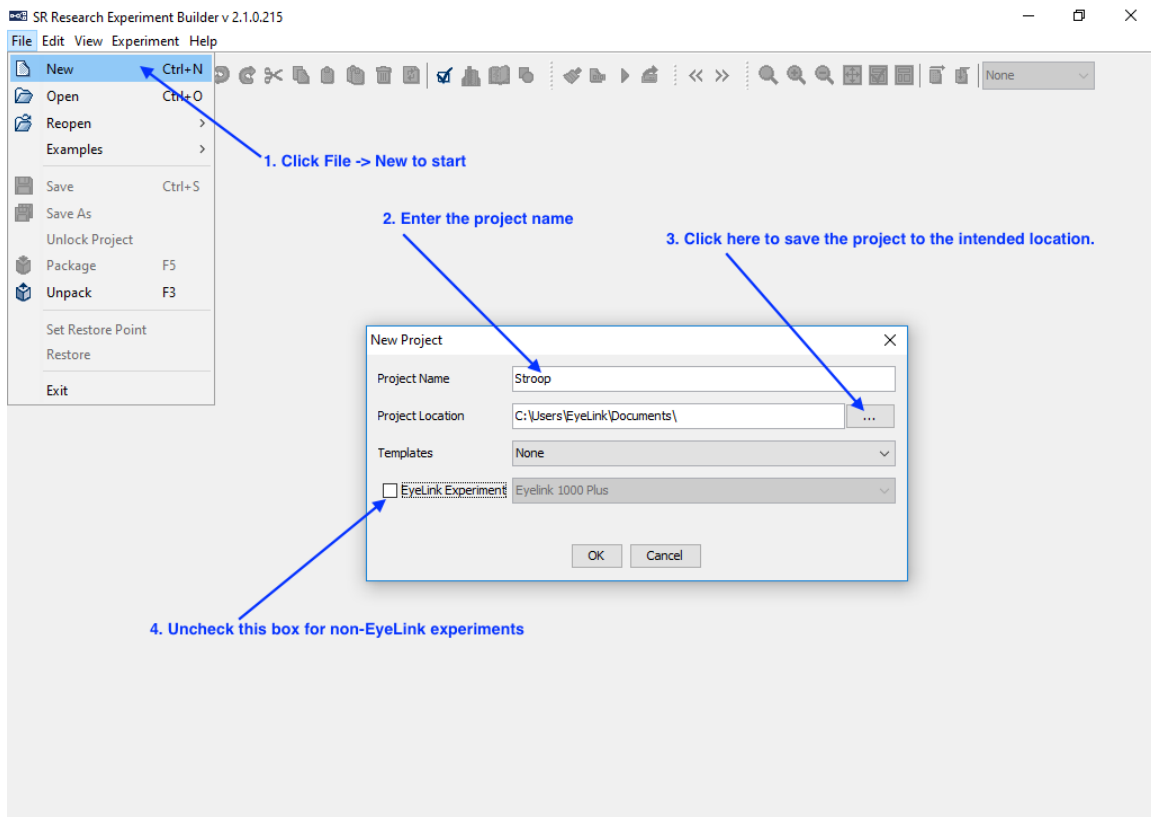 SR Research Experiment Builder v 2.1.0.215
File Edit View Experiment Help
New Ctrl+N
Open Ctrl+O
Reopen
Examples
Save Ctrl+S
Save As
Unlock Project
Package F5
Unpack F3
Set Restore Point
Restore
Exit
None
1. Click File -> New to start
2. Enter the project name
3. Click here to save the project to the intended location.
New Project
Project Name Stroop
Project Location C:\Users\EyeLink\Documents\ ...
Templates None
EyeLink Experiment Eyelink 1000 Plus
OK Cancel
4. Uncheck this box for non-EyeLink experiments